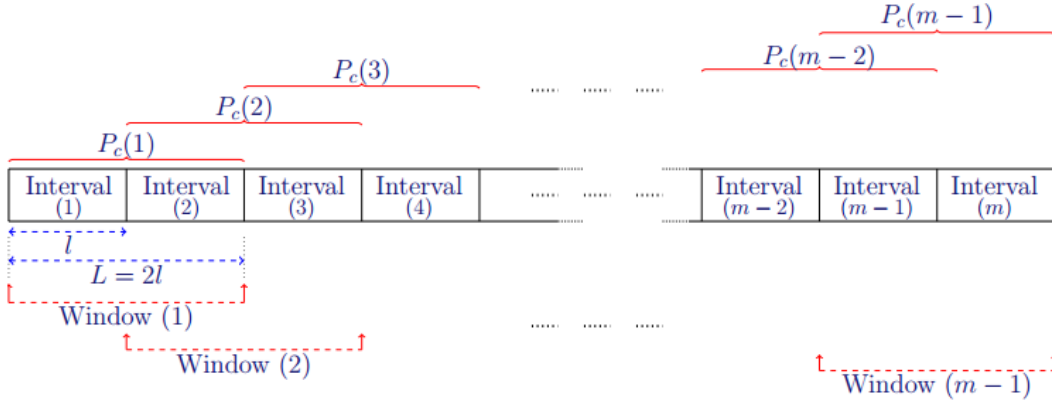 P_c(m − 1)
P_c(m − 2)
P_c(3)
P_c(2)
P_c(1)
Interval (1)
Interval (2)
Interval (3)
Interval (4)
Interval (m − 2)
Interval (m − 1)
Interval (m)
l
L = 2l
Window (1)
Window (2)
Window (m − 1)